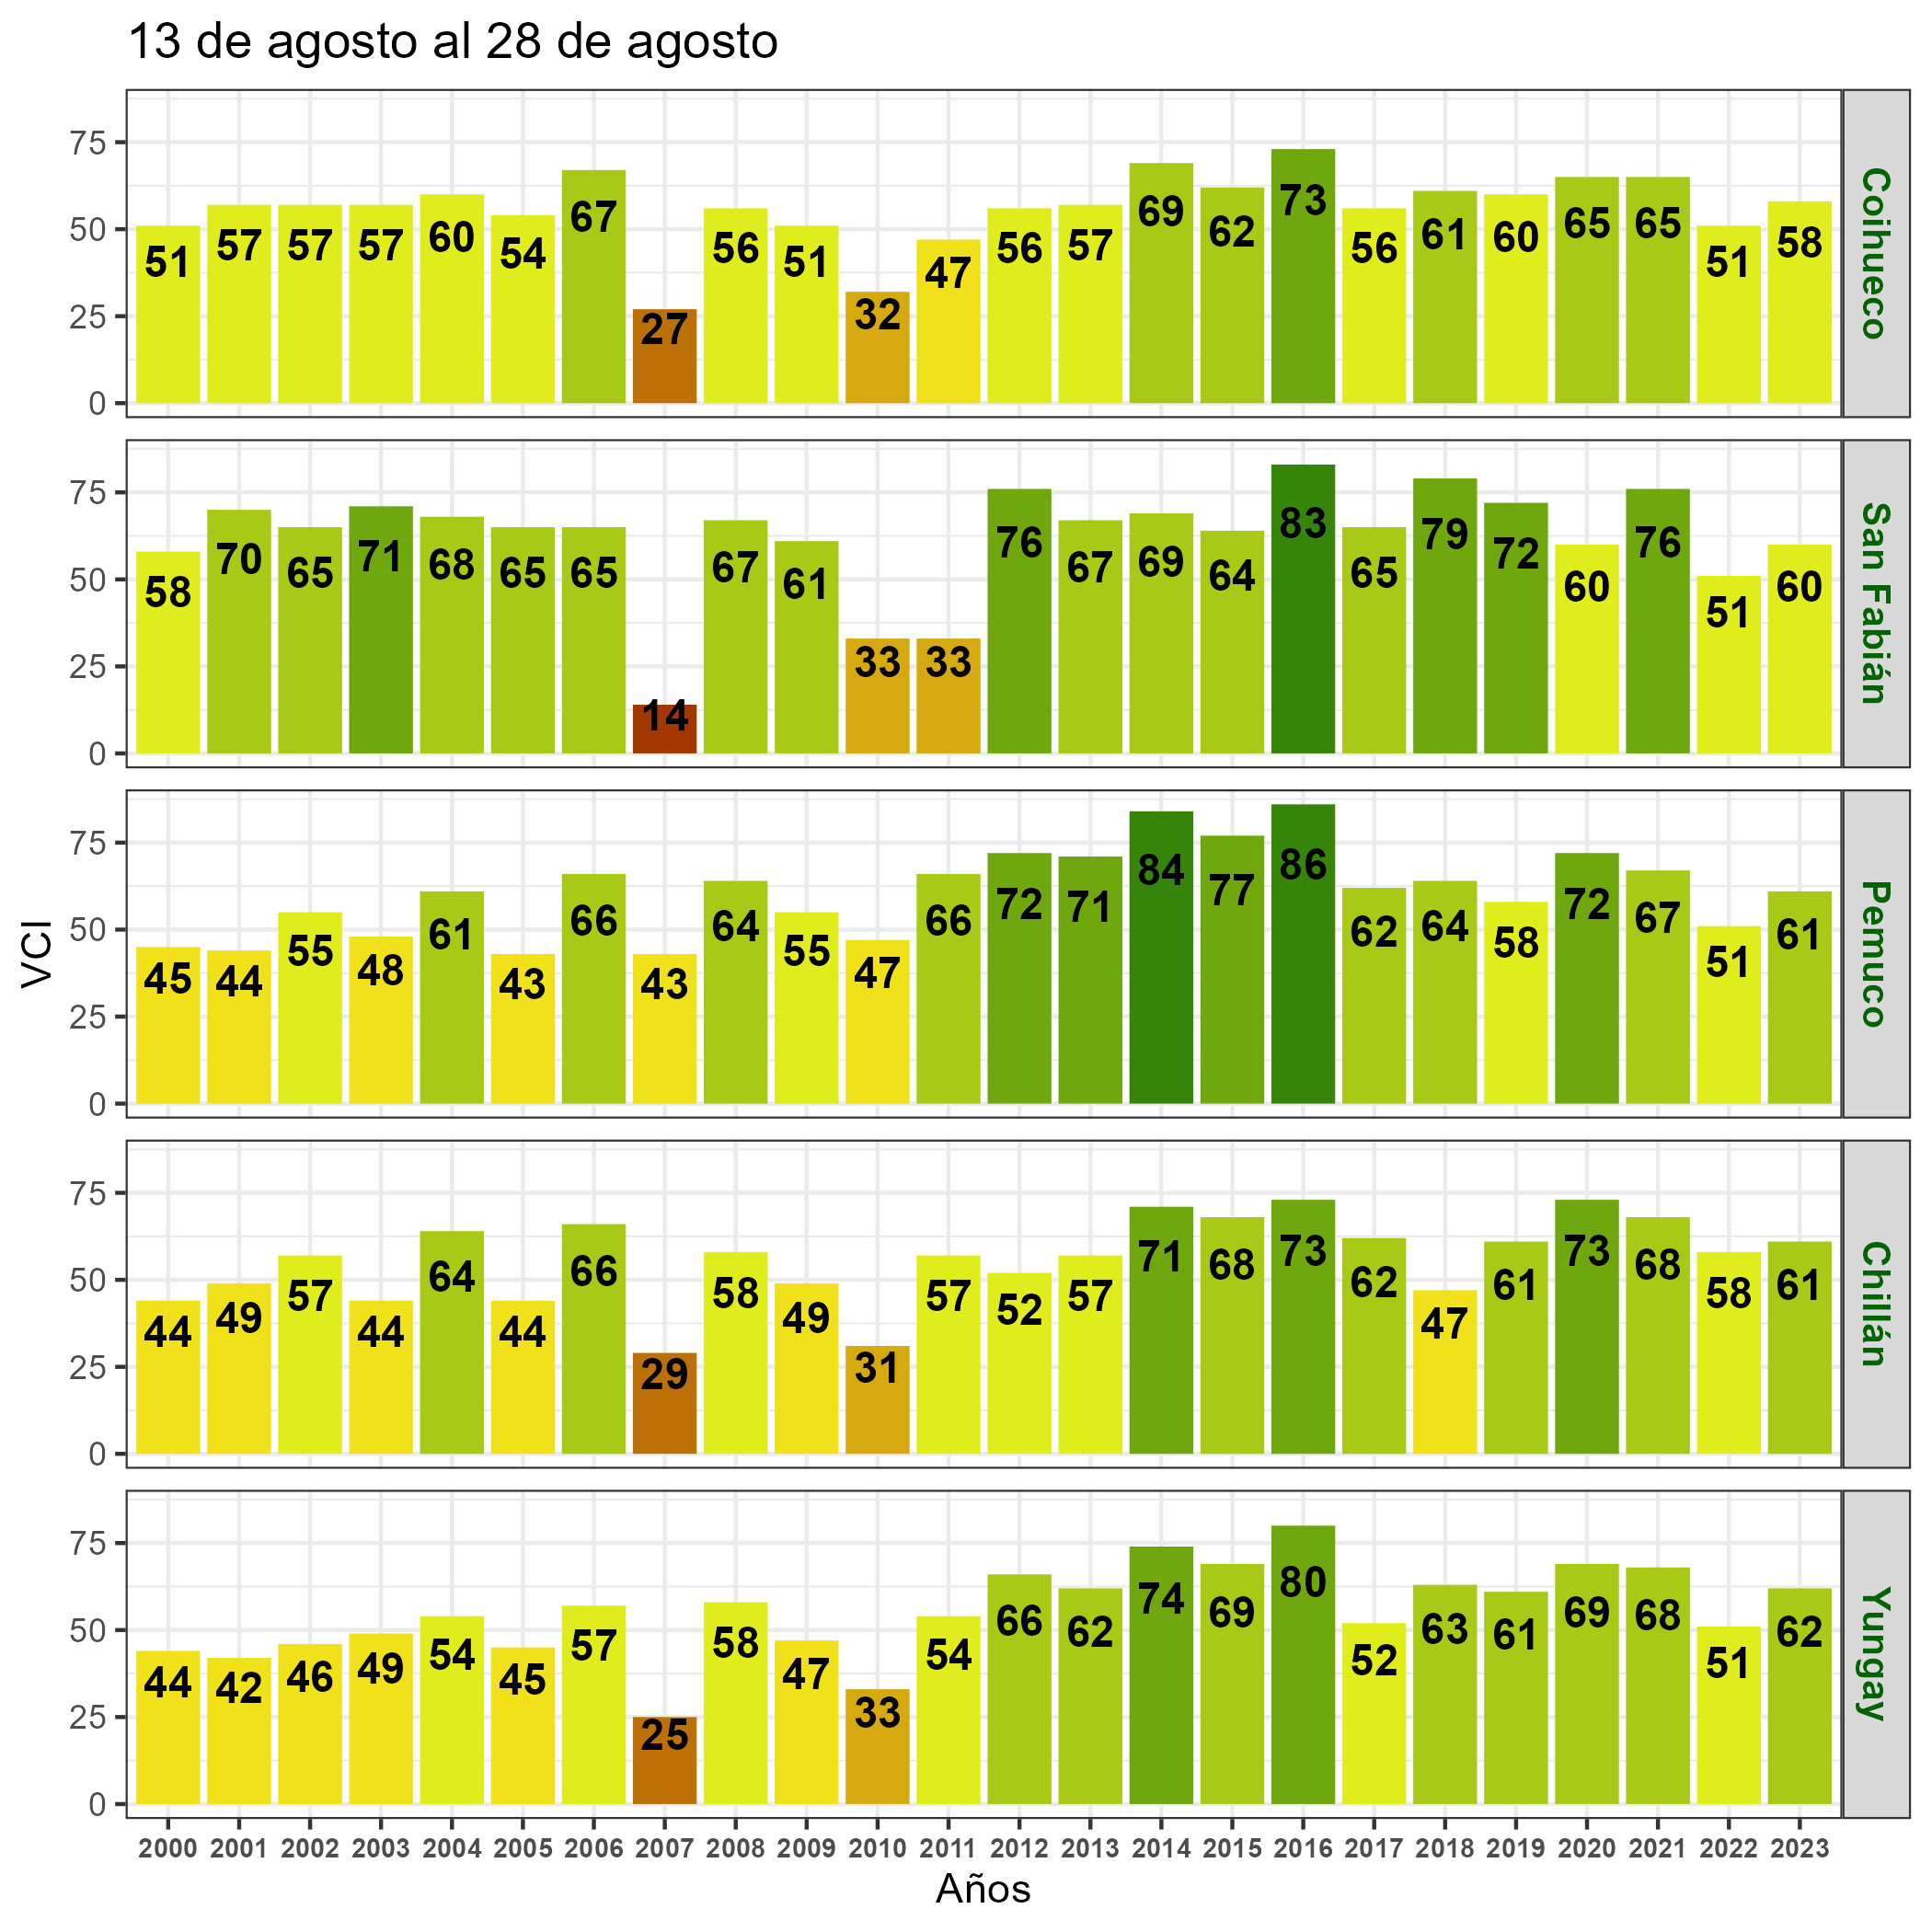 13 de agosto al 28 de agosto
VCI
75
50
25
0
51 57 57 57 60 54 67 27 56 51 32 47 56 57 69 62 73 56 61 60 65 65 51 58
Coihueco
75
50
25
0
58 70 65 71 68 65 65 14 67 61 33 33 76 67 69 64 83 65 79 72 60 76 51 60
San Fabián
75
50
25
0
45 44 55 48 61 43 66 43 64 55 47 66 72 71 84 77 86 62 64 58 72 67 51 61
Pemuco
75
50
25
0
44 49 57 44 64 44 66 29 58 49 31 57 52 57 71 68 73 62 47 61 73 68 58 61
Chillán
75
50
25
0
44 42 46 49 54 45 57 25 58 47 33 54 66 62 74 69 80 52 63 61 69 68 51 62
Yungay
2000 2001 2002 2003 2004 2005 2006 2007 2008 2009 2010 2011 2012 2013 2014 2015 2016 2017 2018 2019 2020 2021 2022 2023
Años